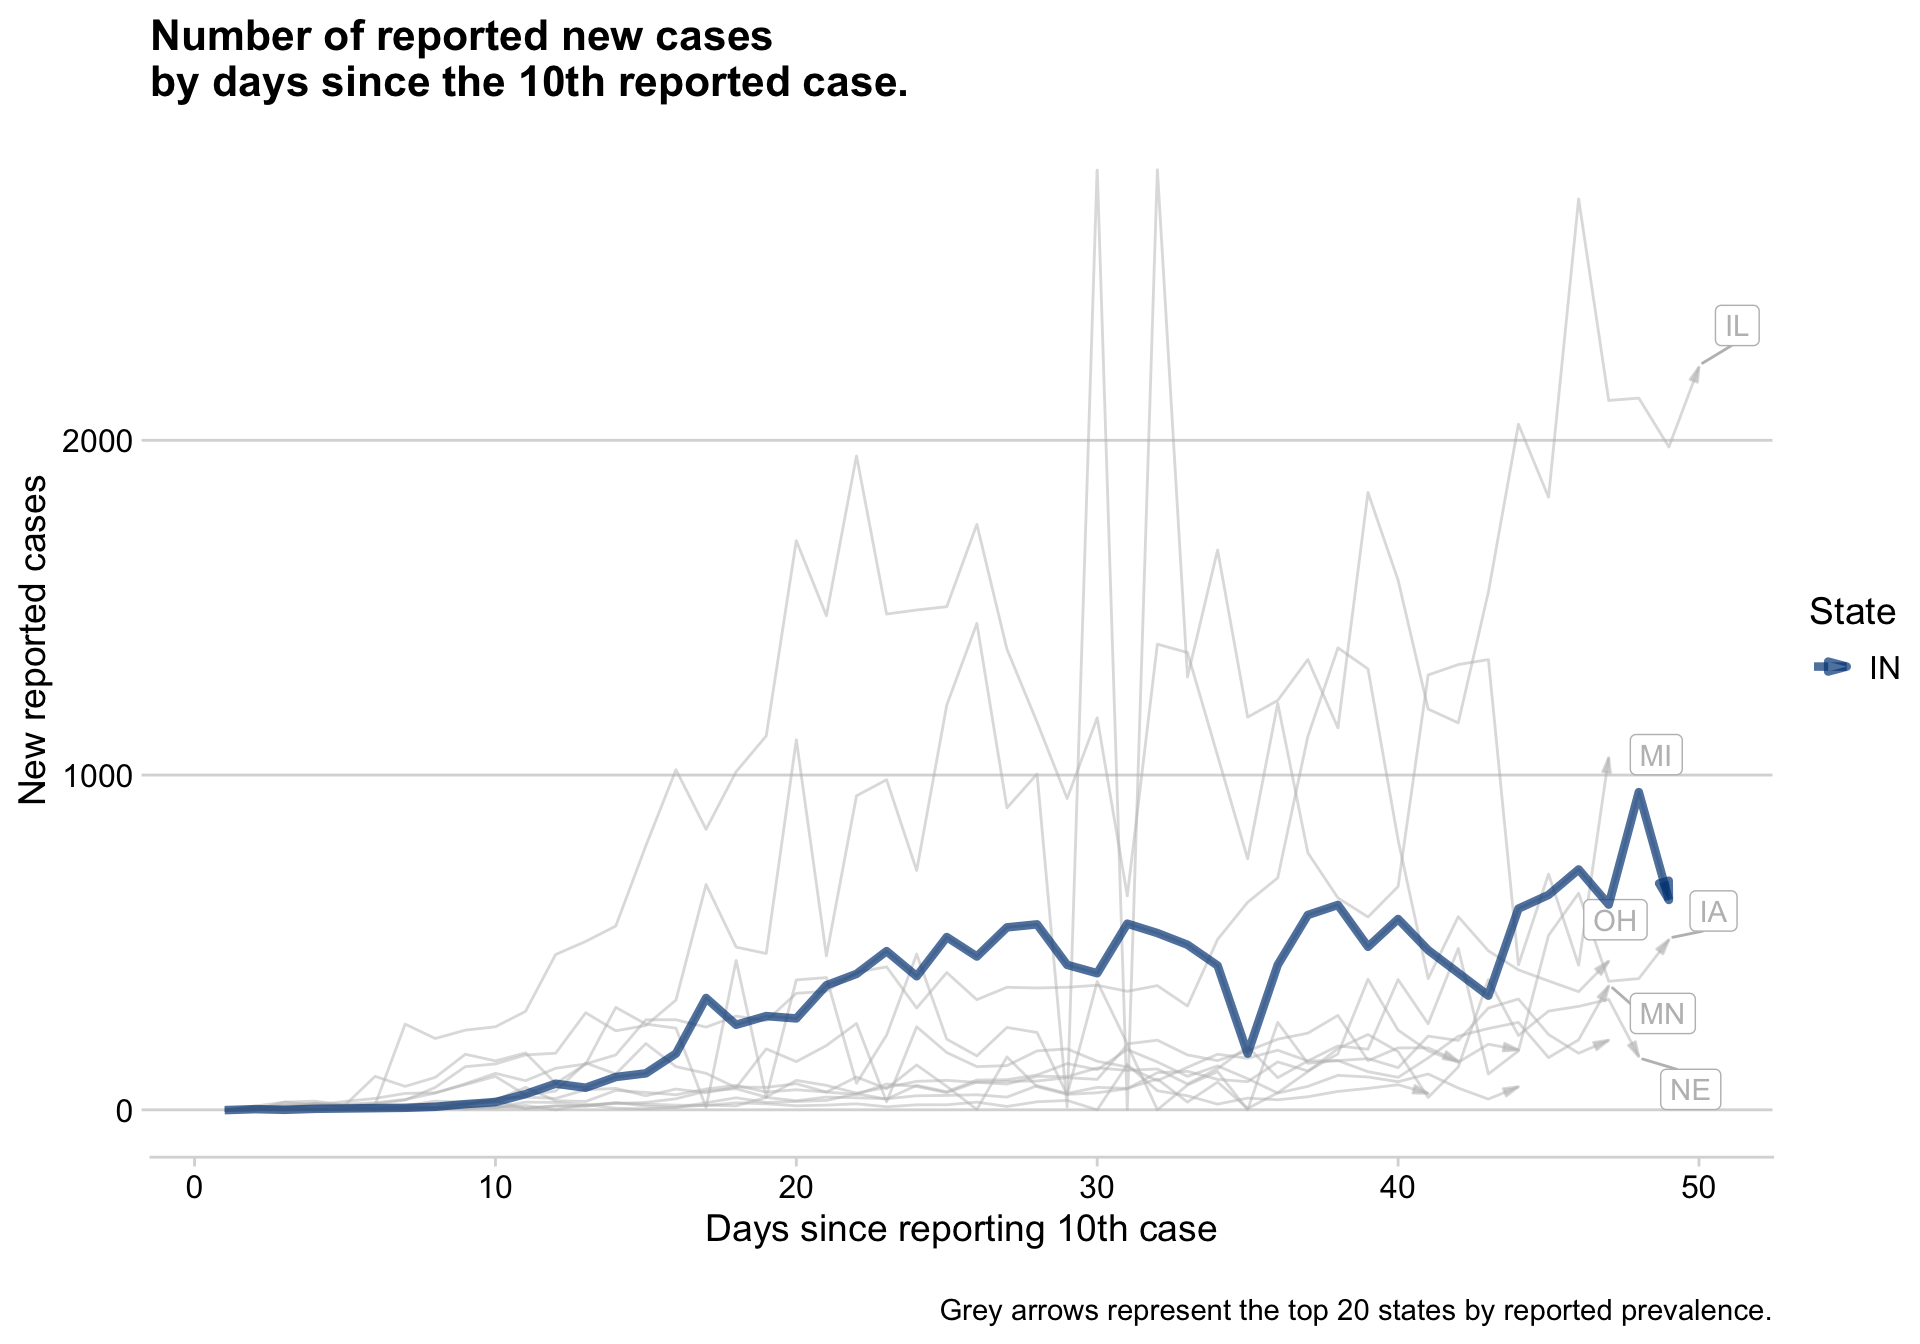 Number of reported new cases
by days since the 10th reported case.
New reported cases
2000
1000
0
IL
MI
OH
IA
MN
NE
State
IN
0 10 20 30 40 50
Days since reporting 10th case
Grey arrows represent the top 20 states by reported prevalence.